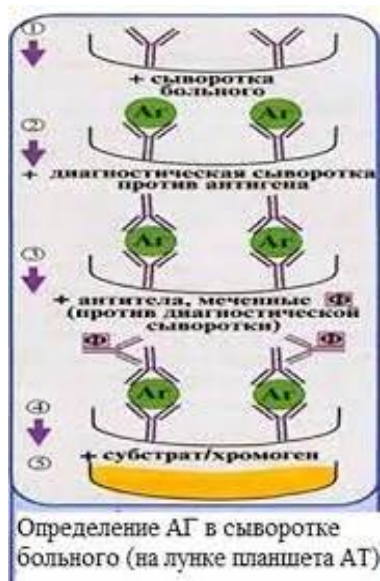 ①
+ сыворотка
больного
Аг Аг
②
+ диагностическая сыворотка
против антигена
Аг Аг
③
+ антитела, меченные Ф
(против диагностической
сыворотки)
Ф Ф
Аг Аг
④
+ субстрат/хромоген
⑤
Определение АГ в сыворотке
больного (на лунке планшета АТ)